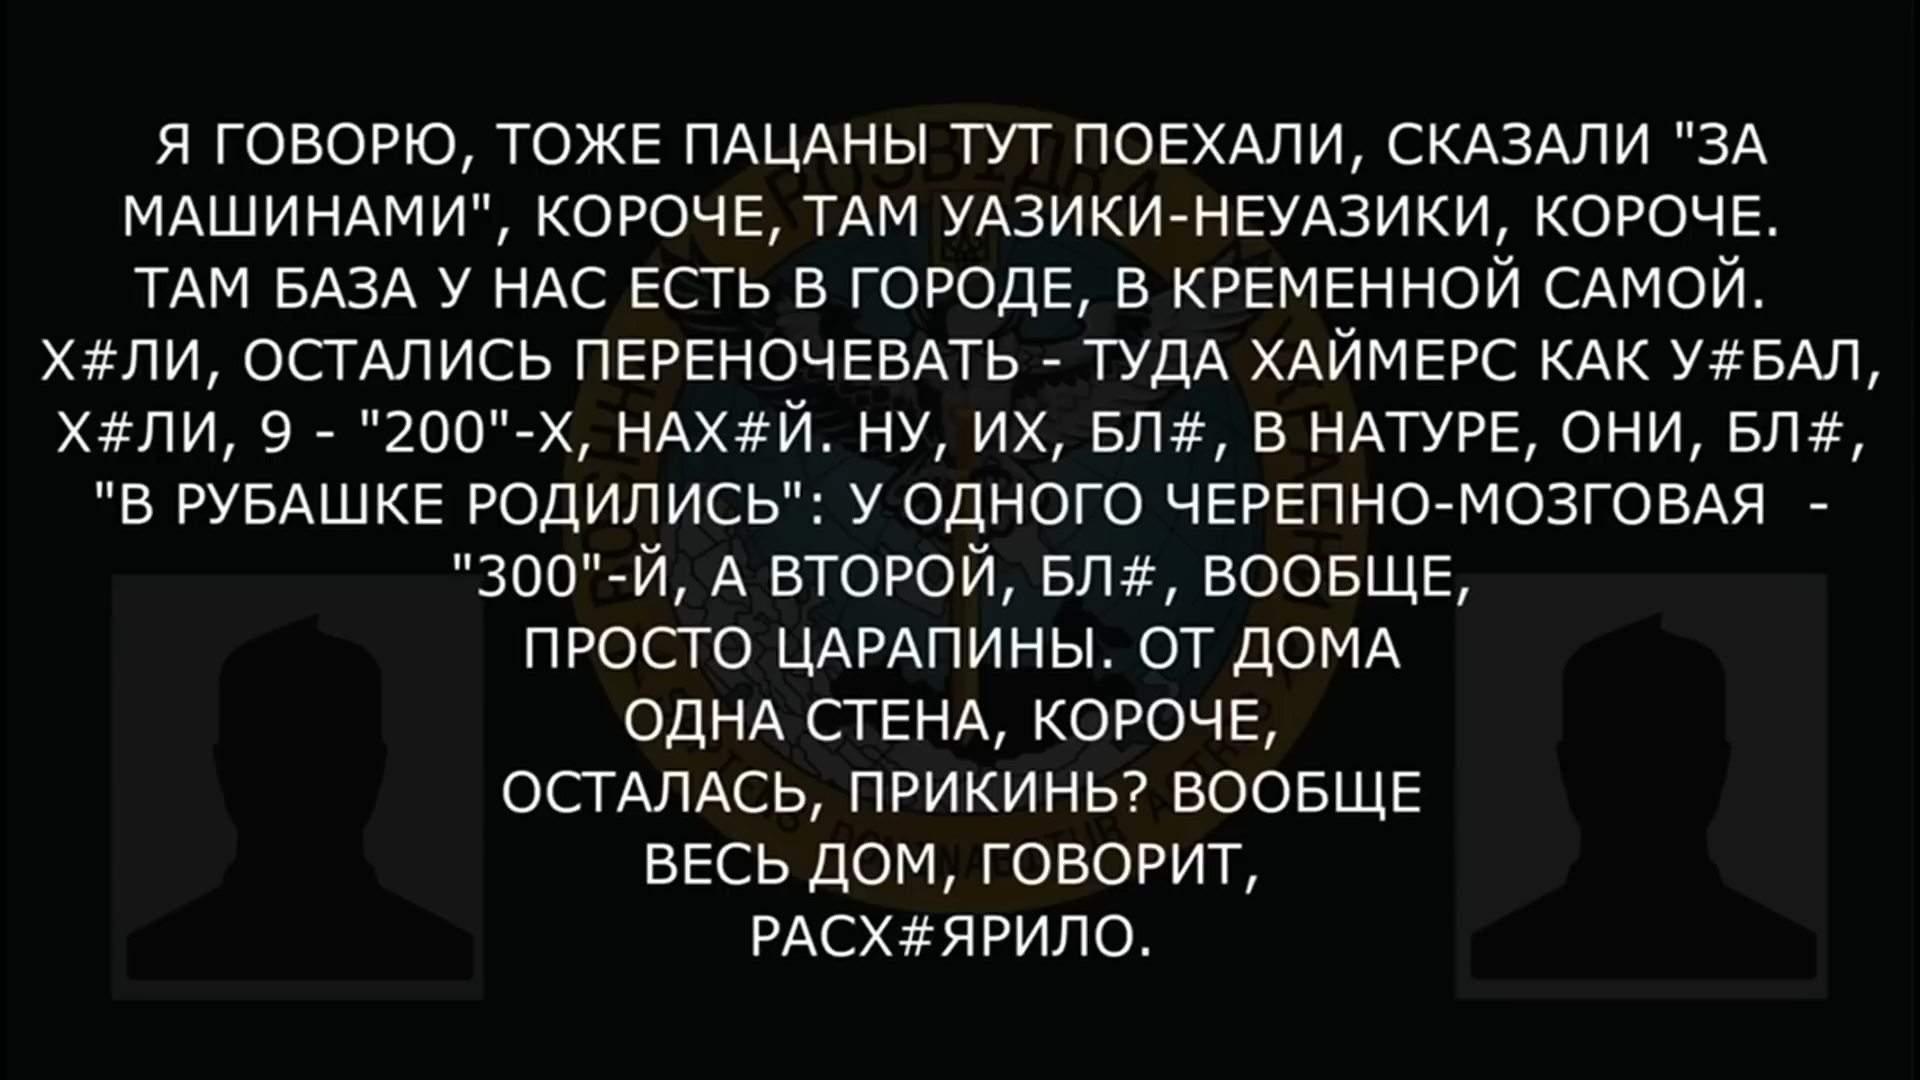 Я ГОВОРЮ, ТОЖЕ ПАЦАНЫ ТУТ ПОЕХАЛИ, СКАЗАЛИ "ЗА
МАШИНАМИ", КОРОЧЕ, ТАМ УАЗИКИ-НЕУАЗИКИ, КОРОЧЕ.
ТАМ БАЗА У НАС ЕСТЬ В ГОРОДЕ, В КРЕМЕННОЙ САМОЙ.
Х#ЛИ, ОСТАЛИСЬ ПЕРЕНОЧЕВАТЬ - ТУДА ХАЙМЕРС КАК У#БАЛ,
Х#ЛИ, 9 - "200"-Х, НАХ#Й. НУ, ИХ, БЛ#, В НАТУРЕ, ОНИ, БЛ#,
"В РУБАШКЕ РОДИЛИСЬ": У ОДНОГО ЧЕРЕПНО-МОЗГОВАЯ -
"300"-Й, А ВТОРОЙ, БЛ#, ВООБЩЕ,
ПРОСТО ЦАРАПИНЫ. ОТ ДОМА
ОДНА СТЕНА, КОРОЧЕ,
ОСТАЛАСЬ, ПРИКИНЬ? ВООБЩЕ
ВЕСЬ ДОМ, ГОВОРИТ,
РАСХ#ЯРИЛО.
РОЗВІДКА